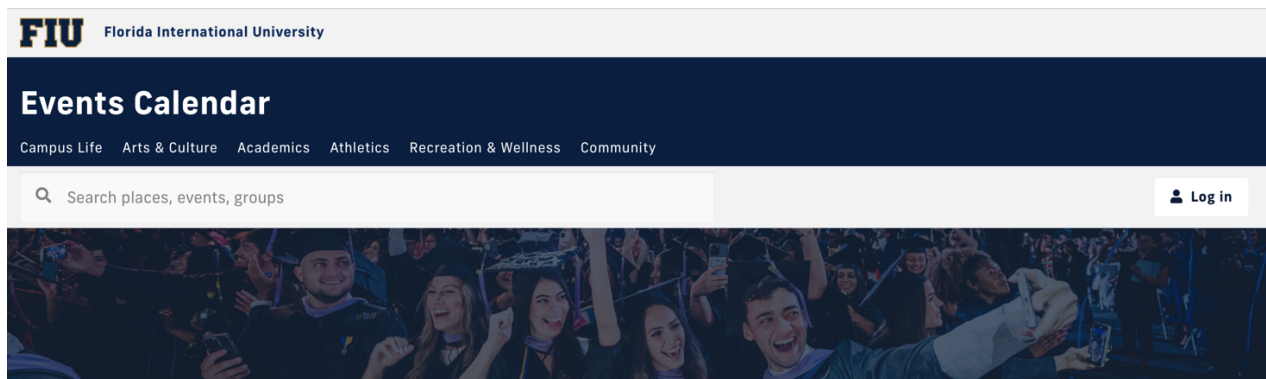 FIU Florida International University
Events Calendar
Campus Life Arts & Culture Academics Athletics Recreation & Wellness Community
Search places, events, groups Log in